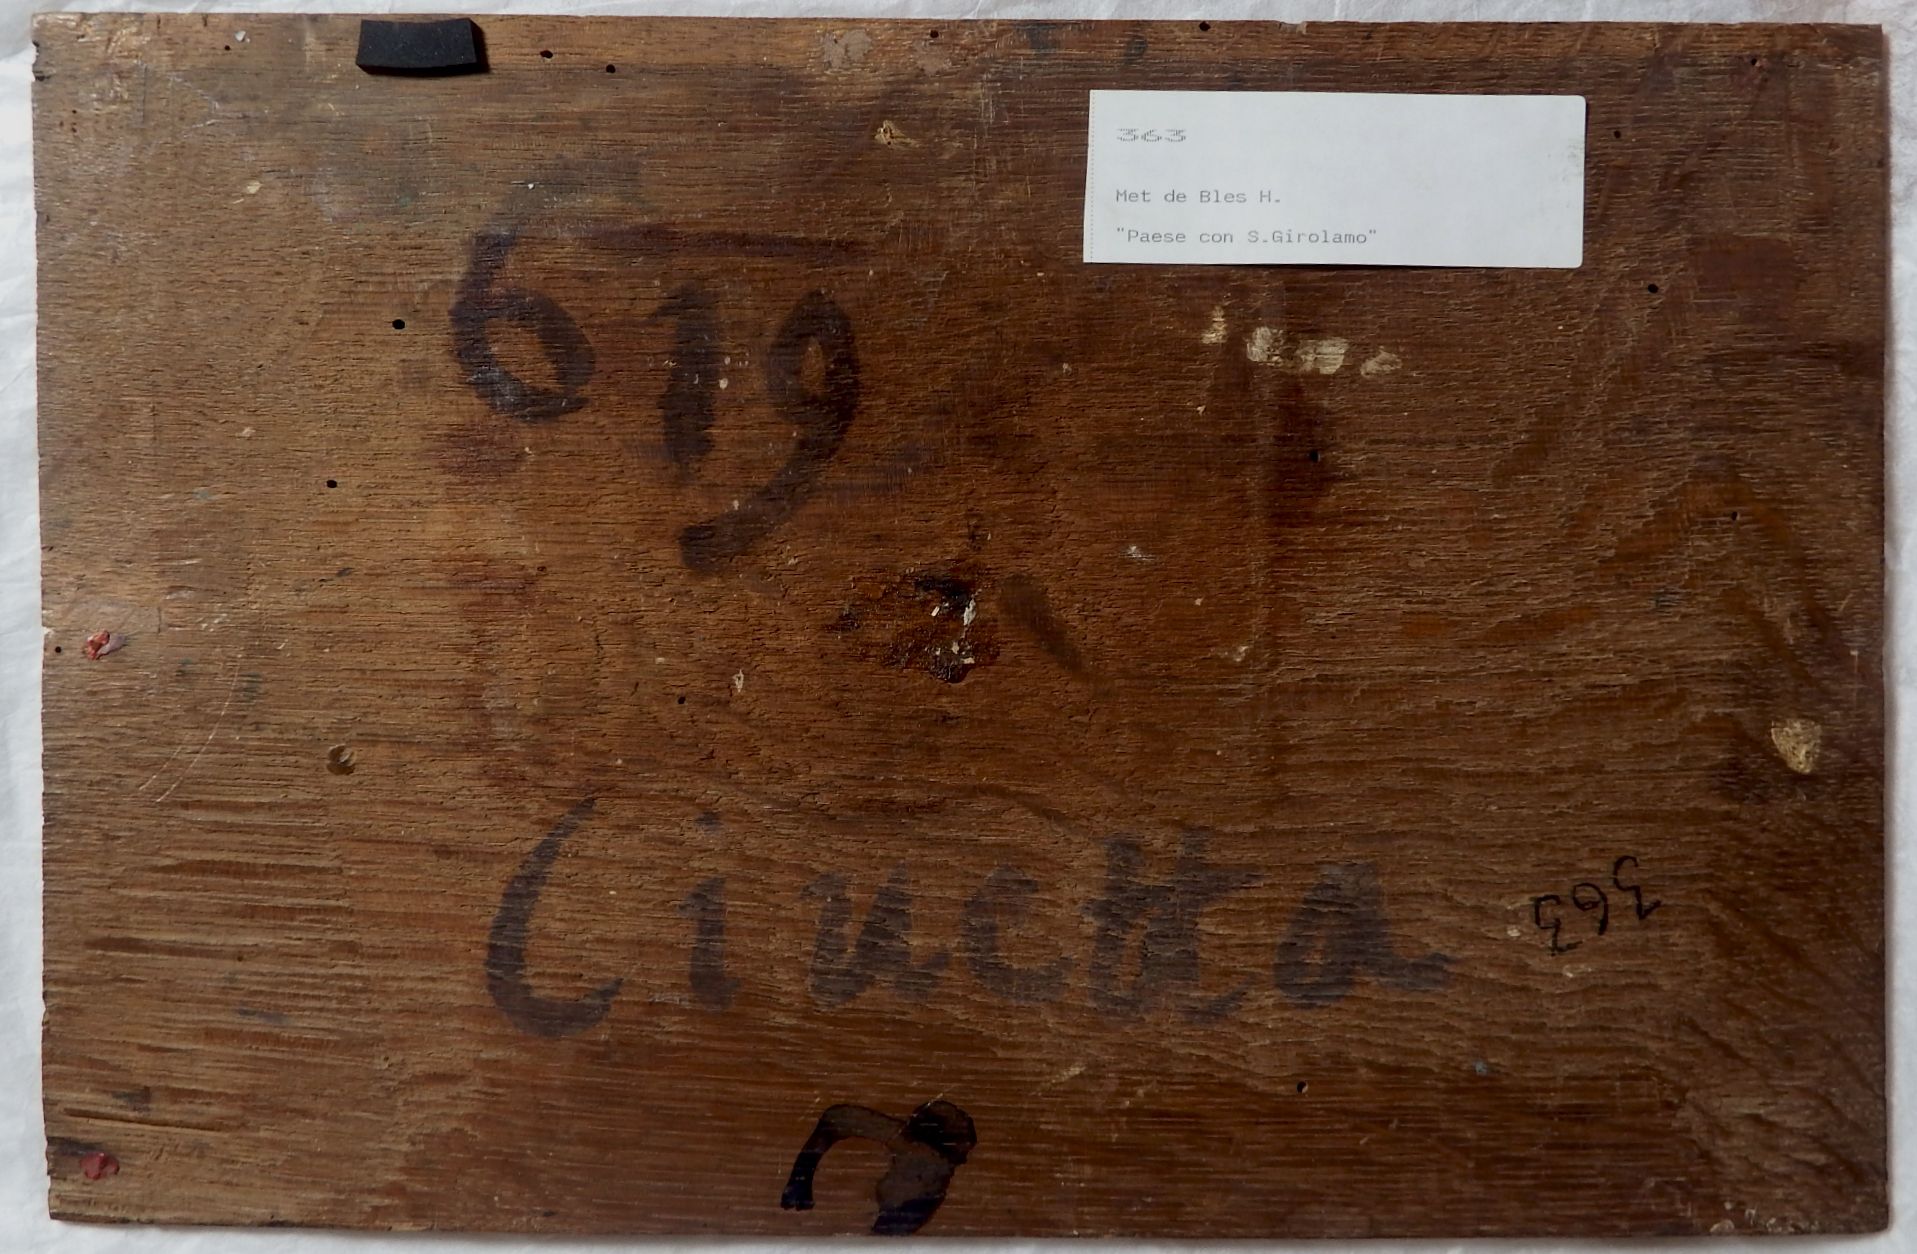 363
Met de Bles H.
"Paese con S.Girolamo"
619
Civetta
363